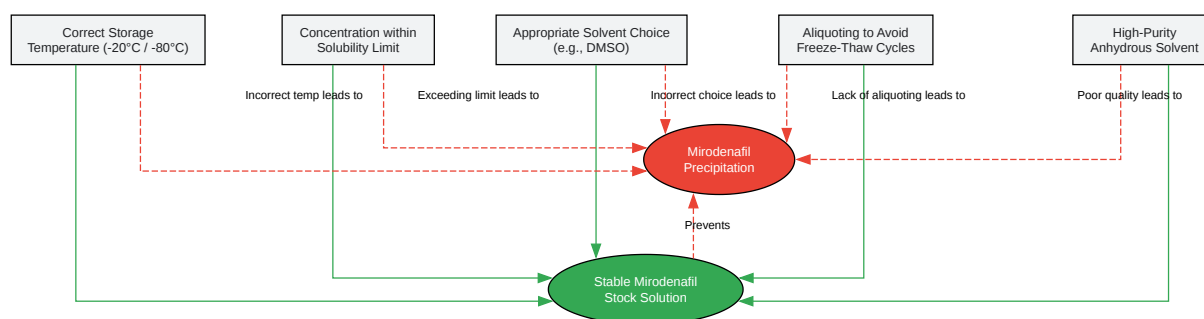 Correct Storage
Temperature (-20°C / -80°C)
Concentration within
Solubility Limit
Appropriate Solvent Choice
(e.g., DMSO)
Aliquoting to Avoid
Freeze-Thaw Cycles
High-Purity
Anhydrous Solvent
Incorrect temp leads to
Exceeding limit leads to
Incorrect choice leads to
Lack of aliquoting leads to
Poor quality leads to
Mirodenafil
Precipitation
Prevents
Stable Mirodenafil
Stock Solution